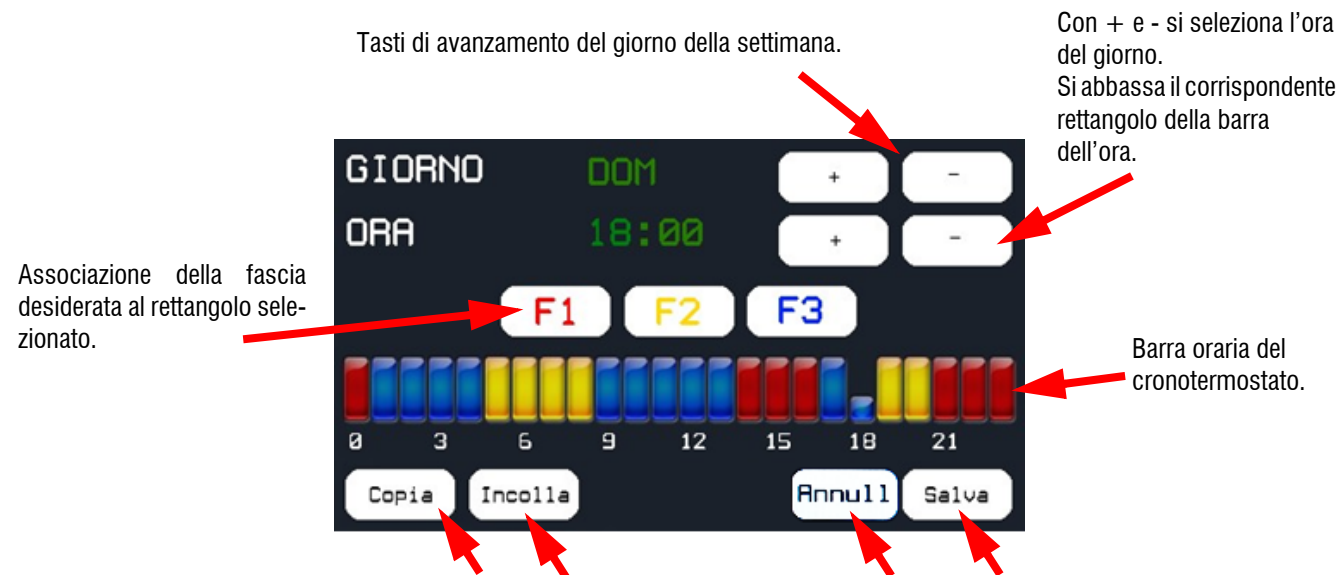 Tasti di avanzamento del giorno della settimana.
Con + e - si seleziona l’ora
del giorno.
Si abbassa il corrispondente
rettangolo della barra
dell’ora.
GIORNO DOM + -
ORA 18:00 + -
Associazione della fascia
desiderata al rettangolo sele-
zionato.
F1 F2 F3
Barra oraria del
cronotermostato.
0 3 6 9 12 15 18 21
Copia Incolla Annull Salva